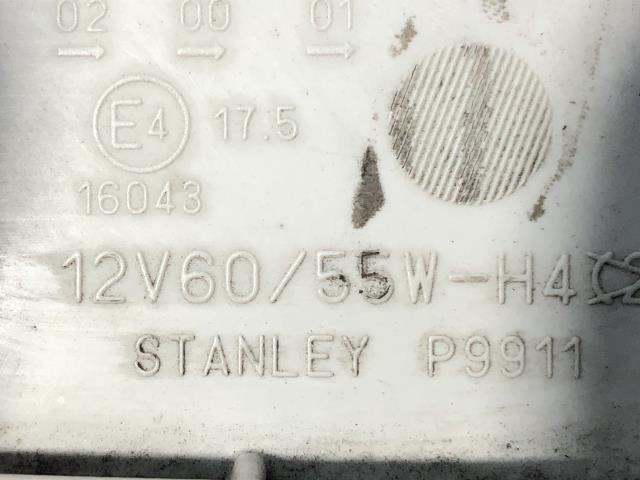 02 00 01
→ → →
E4 17.5
16043
12V60/55W-H4
STANLEY P9911